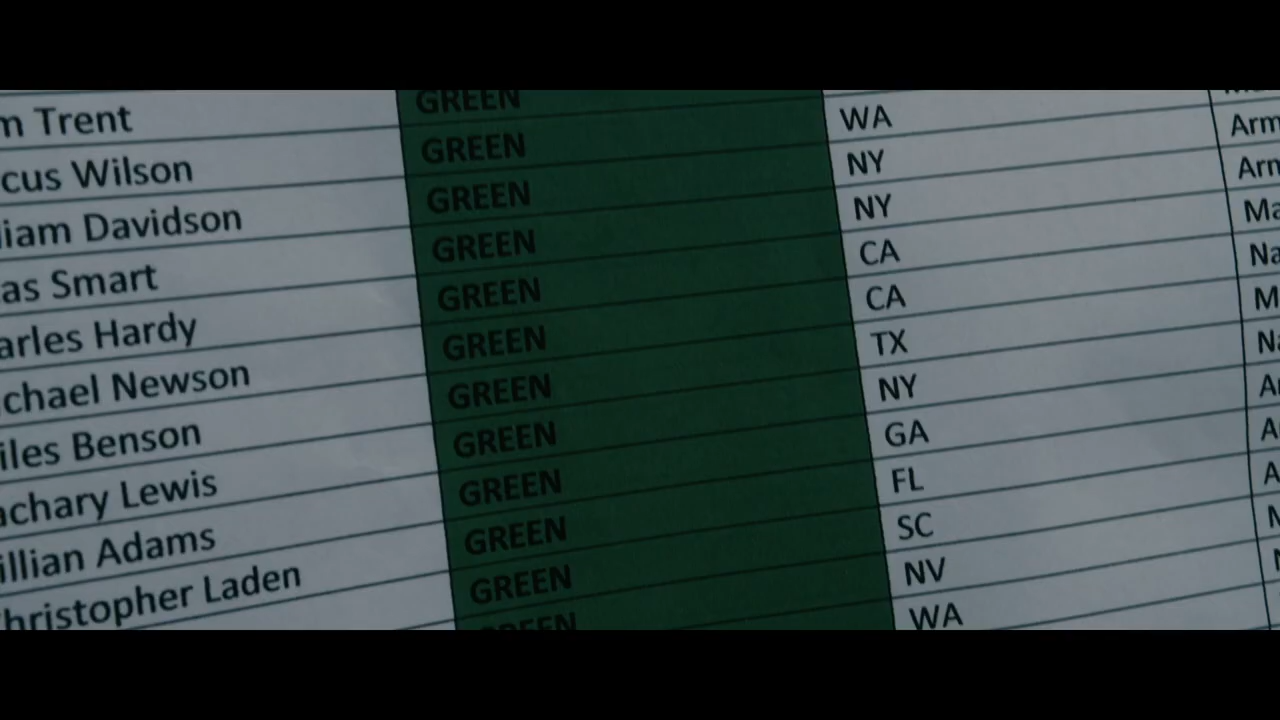 m Trent GREEN
cus Wilson GREEN WA
liam Davidson GREEN NY Arm
as Smart GREEN NY Arm
arles Hardy GREEN CA Ma
chael Newson GREEN CA Na
iles Benson GREEN TX M
achary Lewis GREEN NY Na
illian Adams GREEN GA A
hristopher Laden GREEN FL A
GREEN SC A
GREEN NV
WA